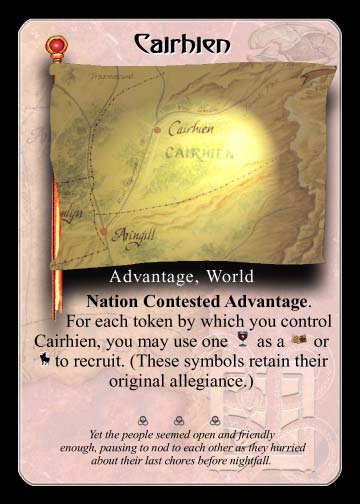 Cairhien
Cairhien
CAIRHIEN
Aringill
Advantage, World
Nation Contested Advantage.
For each token by which you control
Cairhien, you may use one as a or
to recruit. (These symbols retain their
original allegiance.)
Yet the people seemed open and friendly
enough, pausing to nod to each other as they hurried
about their last chores before nightfall.